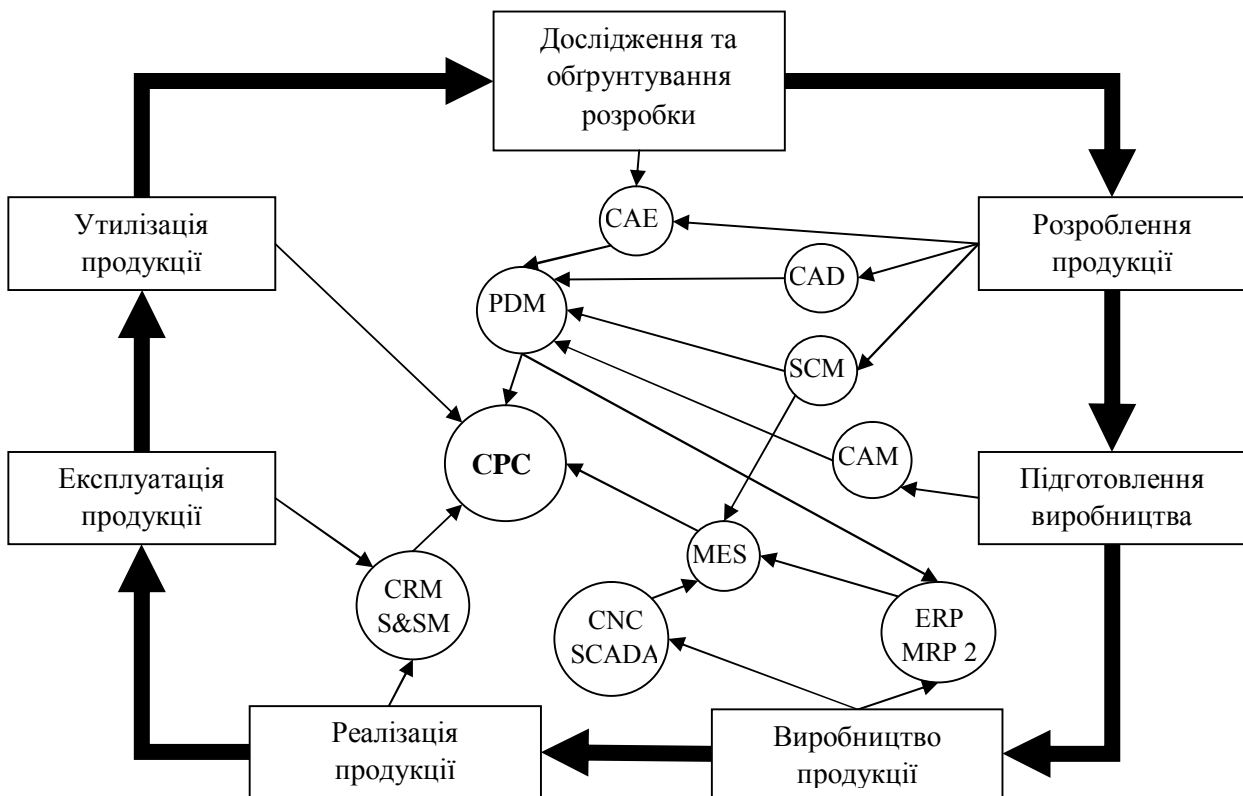 Дослідження та
обґрунтування
розробки
Утилізація
продукції
CAE
Розроблення
продукції
CAD
PDM
SCM
CAM
CPC
Експлуатація
продукції
Підготовлення
виробництва
MES
CRM
S&SM
CNC
SCADA
ERP
MRP 2
Реалізація
продукції
Виробництво
продукції